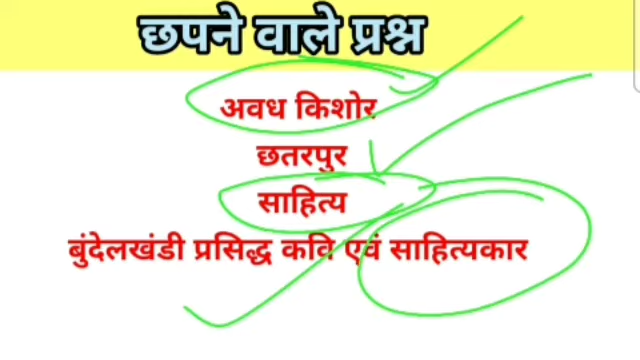 छपने वाले प्रश्न
अवध किशोर
छतरपुर
साहित्य
बुंदेलखंडी प्रसिद्ध कवि एवं साहित्यकार